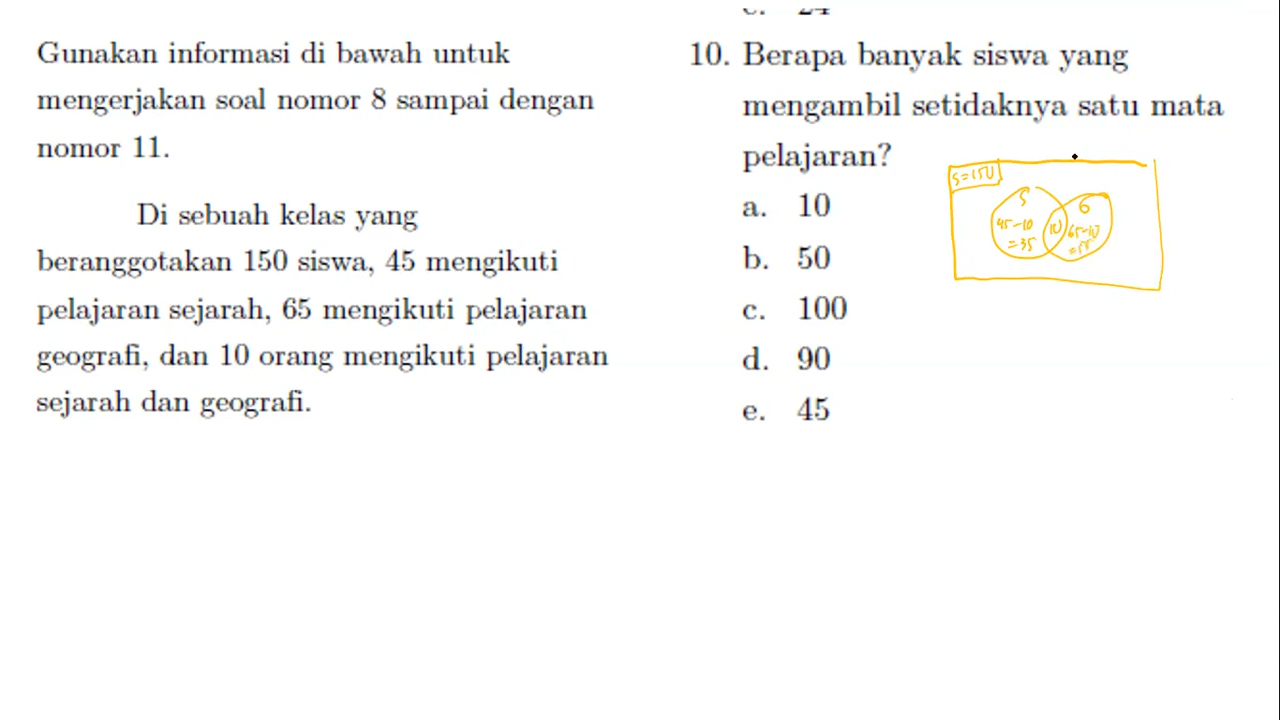 Gunakan informasi di bawah untuk
mengerjakan soal nomor 8 sampai dengan
nomor 11.
Di sebuah kelas yang
beranggotakan 150 siswa, 45 mengikuti
pelajaran sejarah, 65 mengikuti pelajaran
geografi, dan 10 orang mengikuti pelajaran
sejarah dan geografi.
10. Berapa banyak siswa yang
mengambil setidaknya satu mata
pelajaran?
a. 10
b. 50
c. 100
d. 90
e. 45
S=150
S
45-10
=35
10
G
65-10
=55